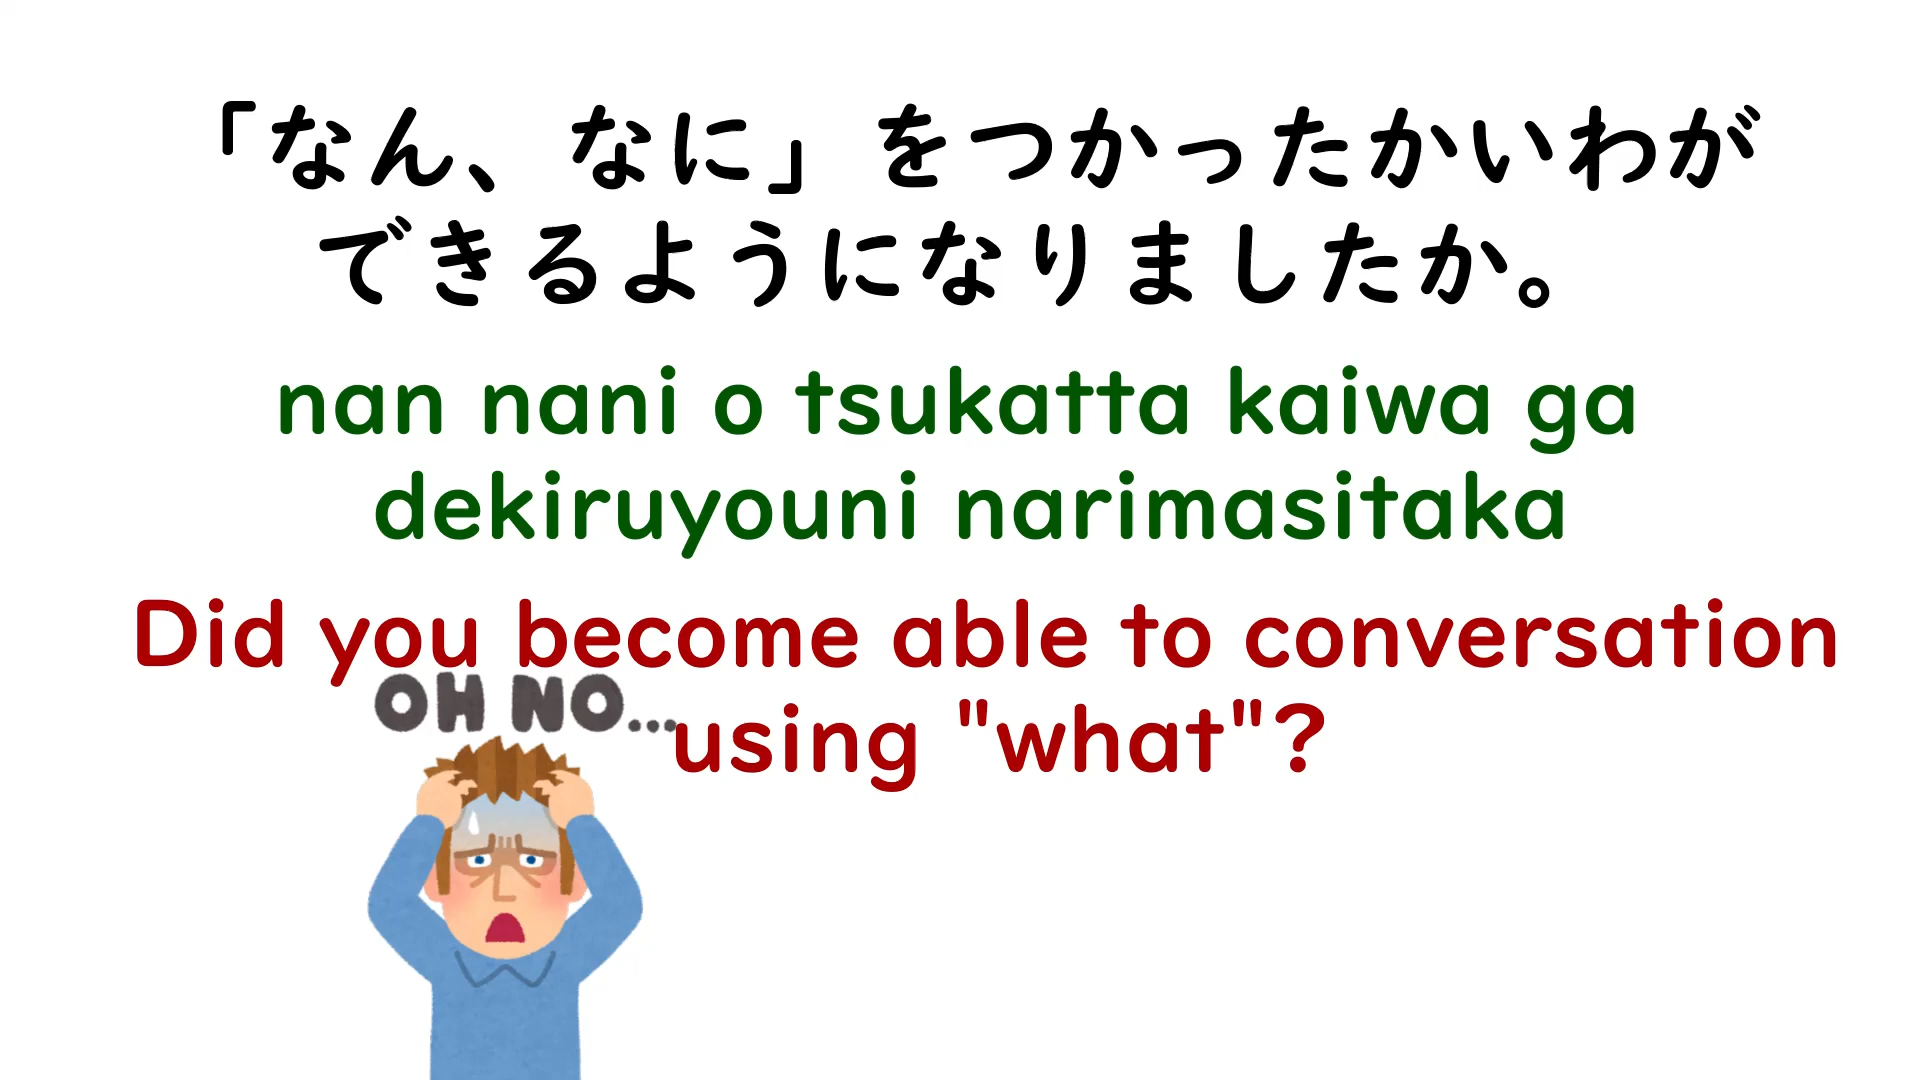 「なん、なに」をつかったかいわが
できるようになりましたか。
nan nani o tsukatta kaiwa ga
dekiruyouni narimasitaka
Did you become able to conversation
using "what"?
OH NO...